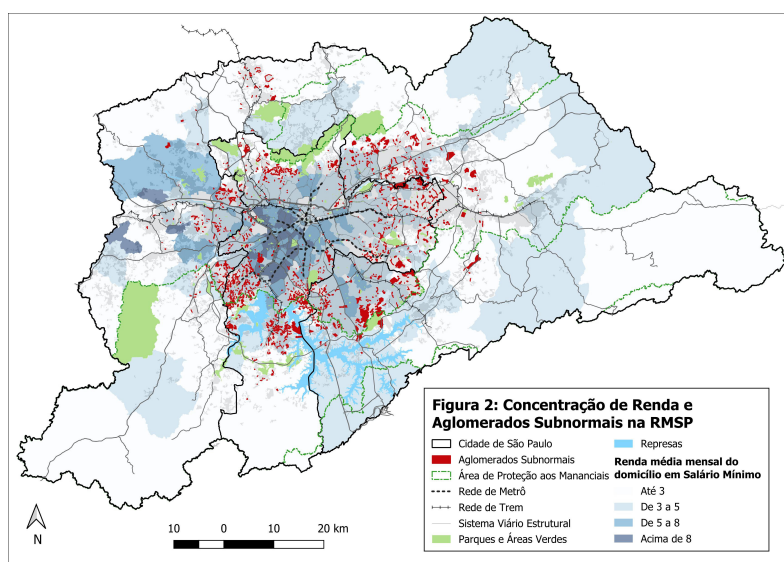 Figura 2: Concentração de Renda e
Aglomerados Subnormais na RMSP
Cidade de São Paulo
Aglomerados Subnormais
Área de Proteção aos Mananciais
Rede de Metrô
Rede de Trem
Sistema Viário Estrutural
Parques e Áreas Verdes
Represas
Renda média mensal do
domicílio em Salário Mínimo
Até 3
De 3 a 5
De 5 a 8
Acima de 8
N
10 0 10 20 km